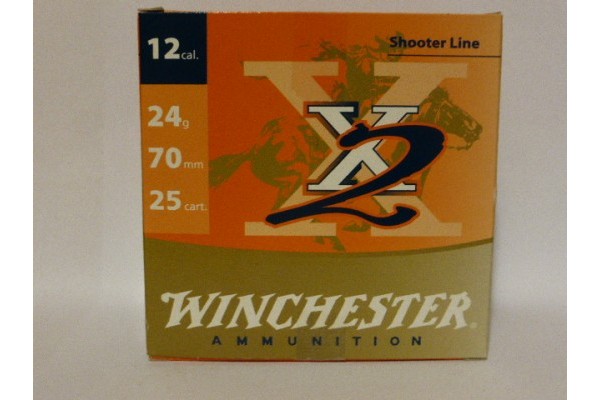 12 cal.
Shooter Line
24 g
70 mm
25 cart.
X2
WINCHESTER®
AMMUNITION